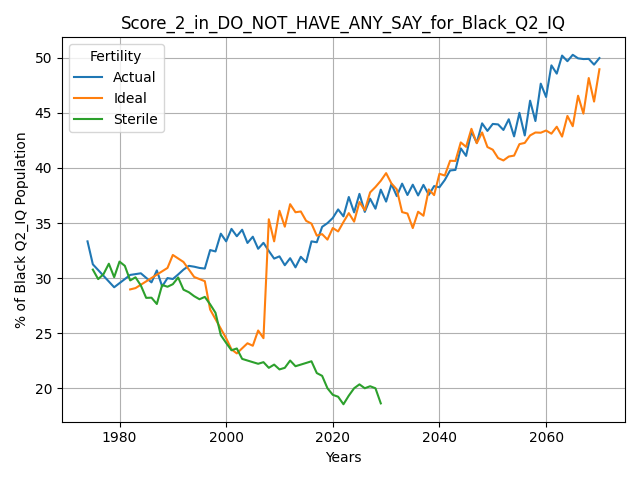 Score_2_in_DO_NOT_HAVE_ANY_SAY_for_Black_Q2_IQ
Fertility
Actual
Ideal
Sterile
% of Black Q2_IQ Population
50
45
40
35
30
25
20
1980
2000
2020
2040
2060
Years